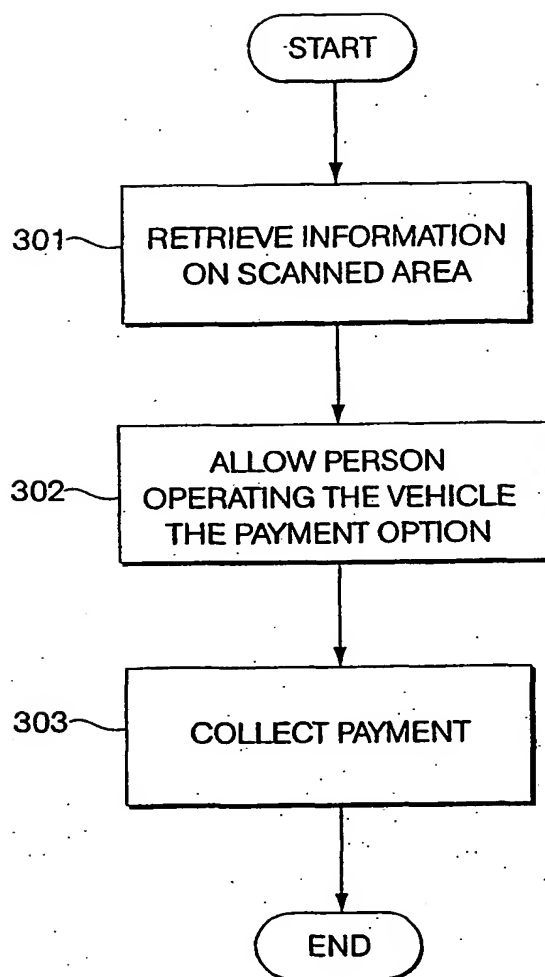 START
301
RETRIEVE INFORMATION
ON SCANNED AREA
302
ALLOW PERSON
OPERATING THE VEHICLE
THE PAYMENT OPTION
303
COLLECT PAYMENT
END